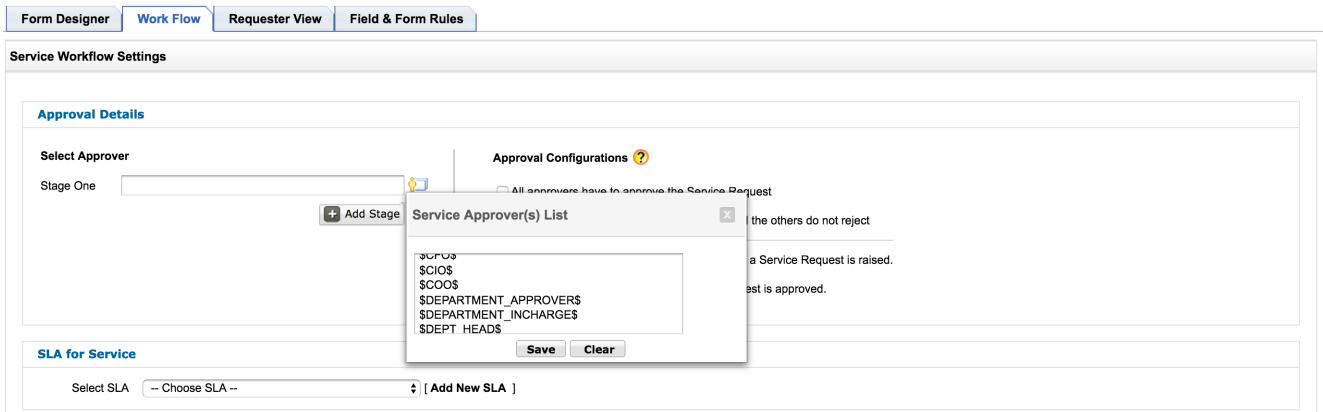 Form Designer
Work Flow
Requester View
Field & Form Rules
Service Workflow Settings
Approval Details
Select Approver
Approval Configurations ?
Stage One
All approvers have to approve the Service Request
+ Add Stage
Service Approver(s) List
X
the others do not reject
$CFO$
a Service Request is raised.
$CIO$
$COO$
est is approved.
$DEPARTMENT_APPROVER$
$DEPARTMENT_INCHARGE$
$DEPT_HEAD$
Save
Clear
SLA for Service
Select SLA
-- Choose SLA --
[ Add New SLA ]